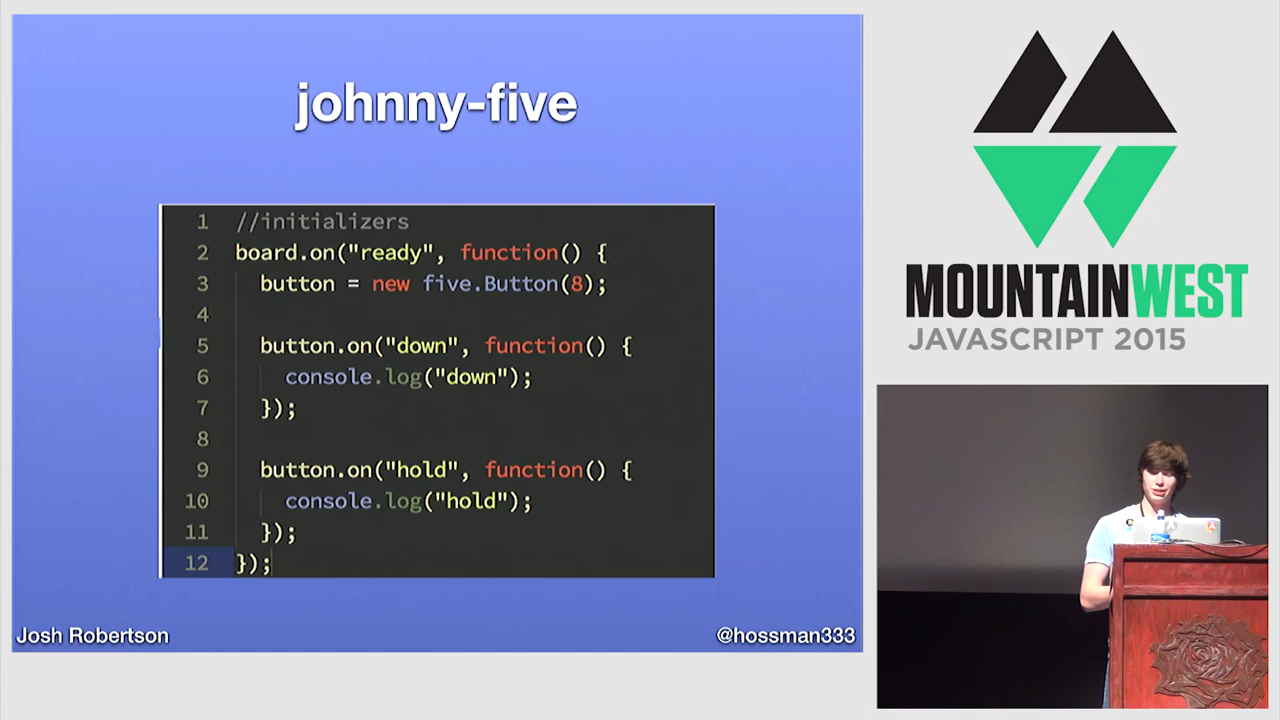 johnny-five
1 //initializers
2 board.on("ready", function() {
3   button = new five.Button(8);
4
5   button.on("down", function() {
6     console.log("down");
7   });
8
9   button.on("hold", function() {
10     console.log("hold");
11   });
12 });
Josh Robertson
@hossman333
MOUNTAINWEST
JAVASCRIPT 2015